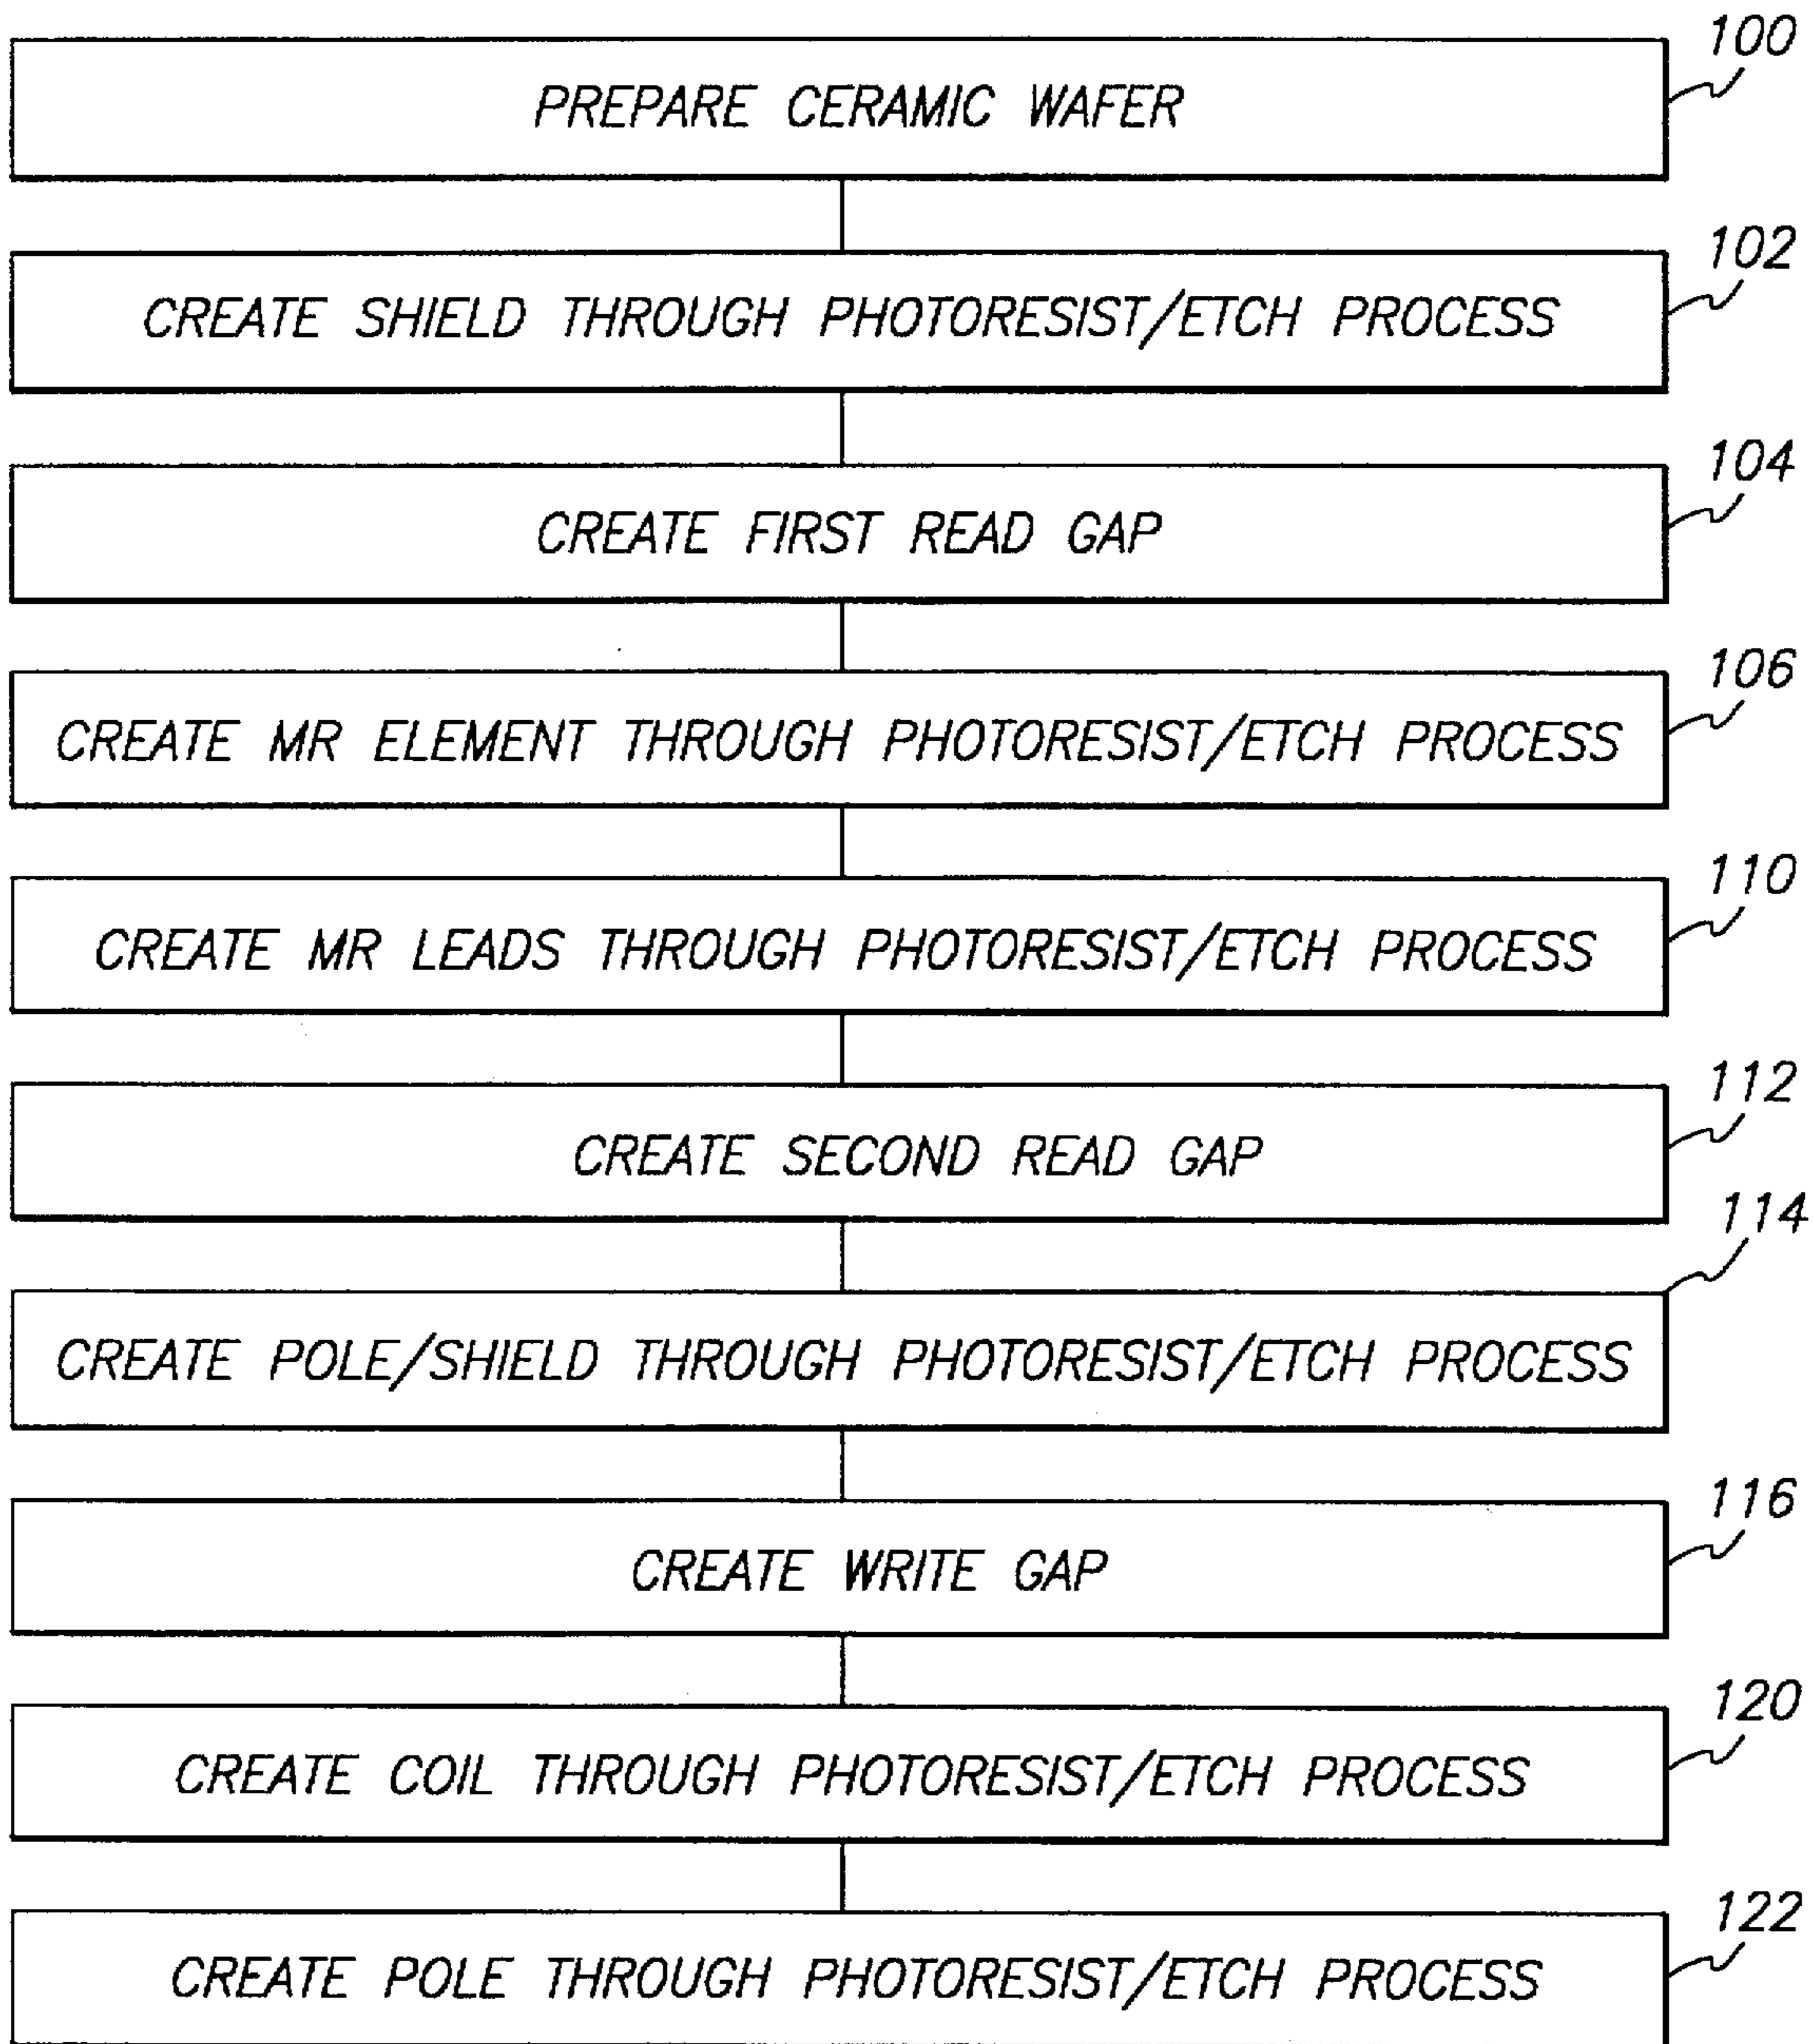 100
PREPARE CERAMIC WAFER
102
CREATE SHIELD THROUGH PHOTORESIST/ETCH PROCESS
104
CREATE FIRST READ GAP
106
CREATE MR ELEMENT THROUGH PHOTORESIST/ETCH PROCESS
110
CREATE MR LEADS THROUGH PHOTORESIST/ETCH PROCESS
112
CREATE SECOND READ GAP
114
CREATE POLE/SHIELD THROUGH PHOTORESIST/ETCH PROCESS
116
CREATE WRITE GAP
120
CREATE COIL THROUGH PHOTORESIST/ETCH PROCESS
122
CREATE POLE THROUGH PHOTORESIST/ETCH PROCESS